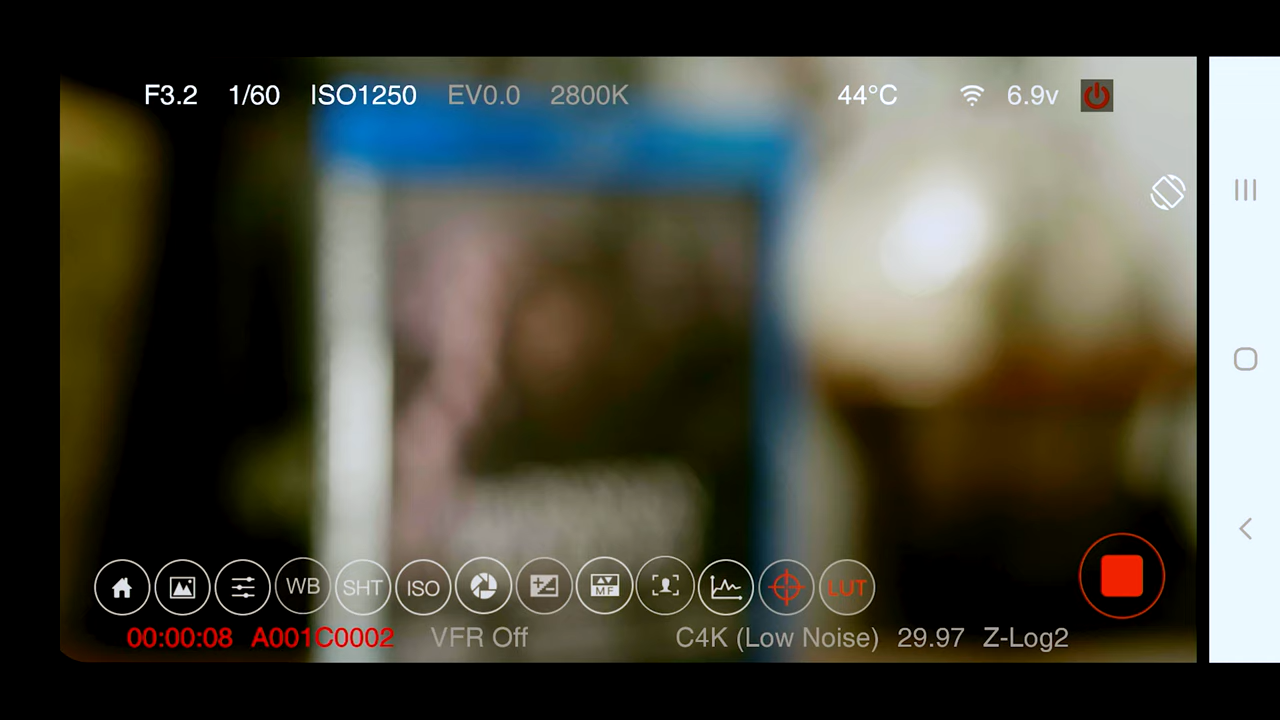 F3.2 1/60 ISO1250 EV0.0 2800K 44°C 6.9v
WB SHT ISO MF LUT
00:00:08 A001C0002 VFR Off C4K (Low Noise) 29.97 Z-Log2